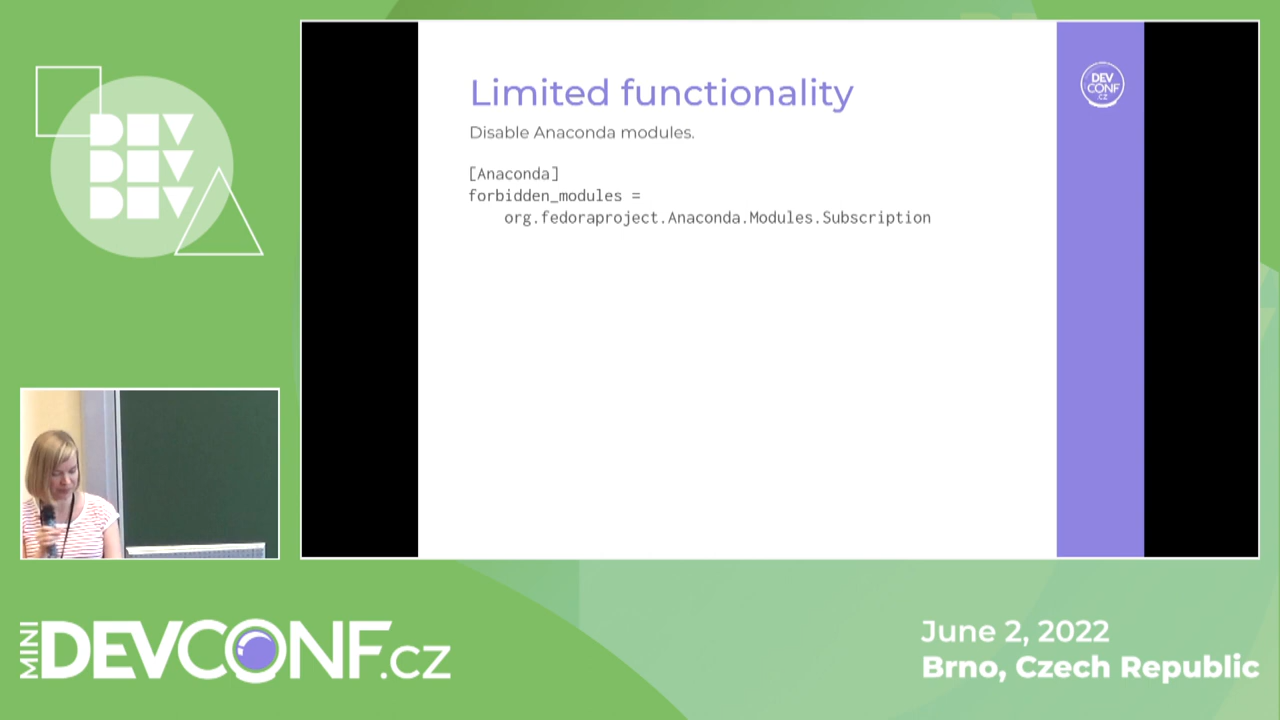 DEV
DEV
DEV
Limited functionality
Disable Anaconda modules.
[Anaconda]
forbidden_modules =
org.fedoraproject.Anaconda.Modules.Subscription
DEV
CONF
.CZ
MINI
DEVCONF.CZ
June 2, 2022
Brno, Czech Republic